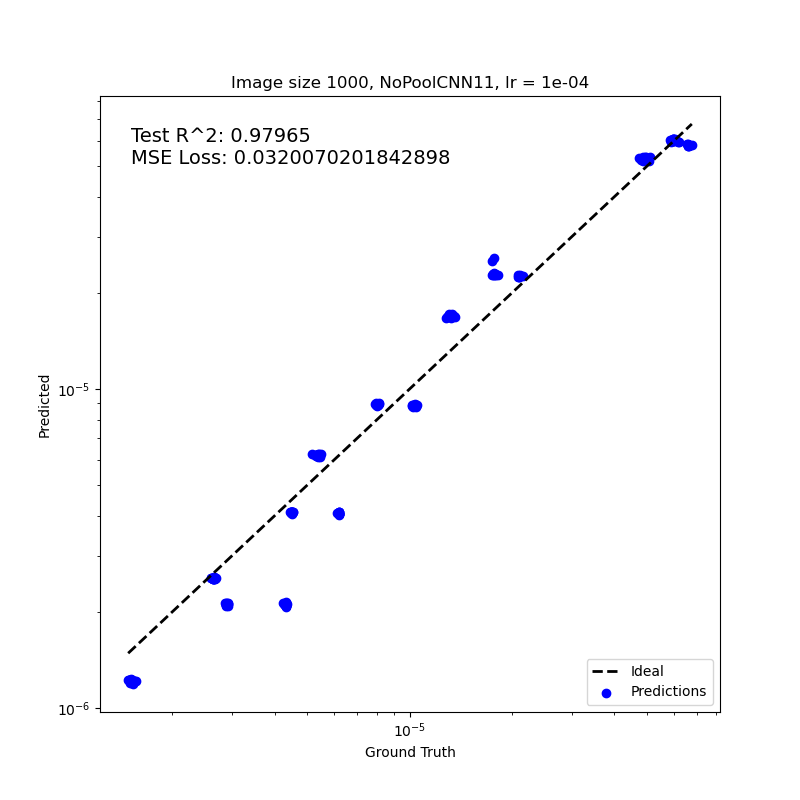 Image size 1000, NoPoolCNN11, lr = 1e-04
Test R^2: 0.97965
MSE Loss: 0.0320070201842898
10⁻⁵
Predicted
10⁻⁶
Ideal
Predictions
10⁻⁵
Ground Truth